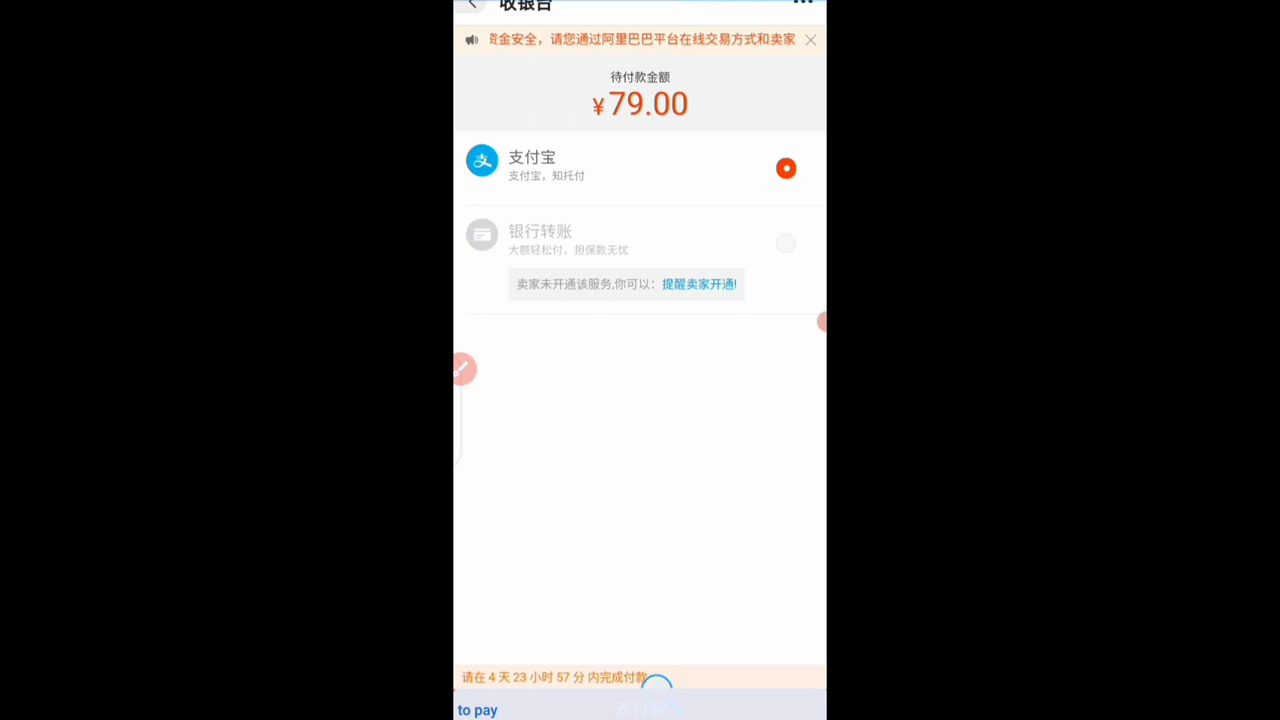 收银台
资金安全，请您通过阿里巴巴平台在线交易方式和卖家
待付款金额
¥79.00
支付宝
支付宝，知托付
银行转账
大额轻松付，担保款无忧
卖家未开通该服务,你可以：提醒卖家开通!
请在 4 天 23 小时 57 分 内完成付款
去付款
to pay